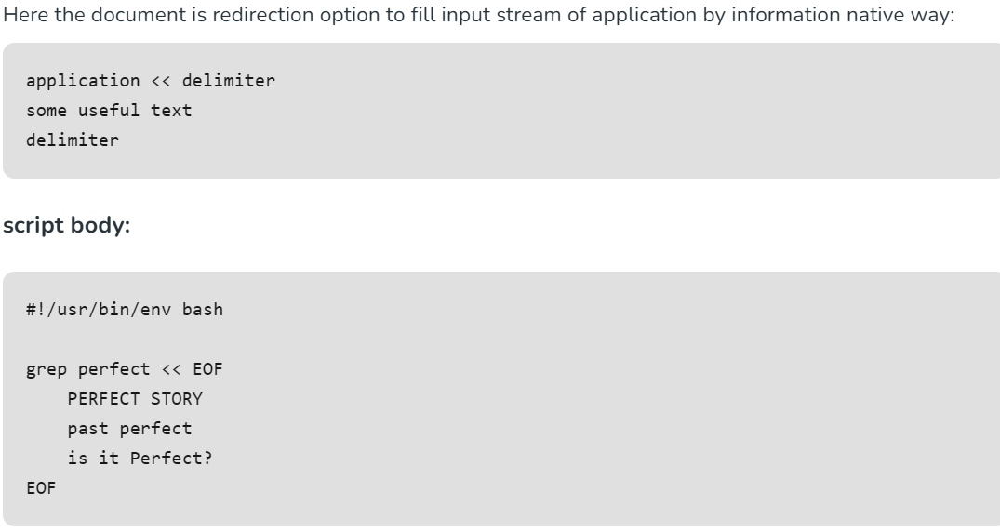 Here the document is redirection option to fill input stream of application by information native way:
application << delimiter
some useful text
delimiter
script body:
#!/usr/bin/env bash
grep perfect << EOF
    PERFECT STORY
    past perfect
    is it Perfect?
EOF